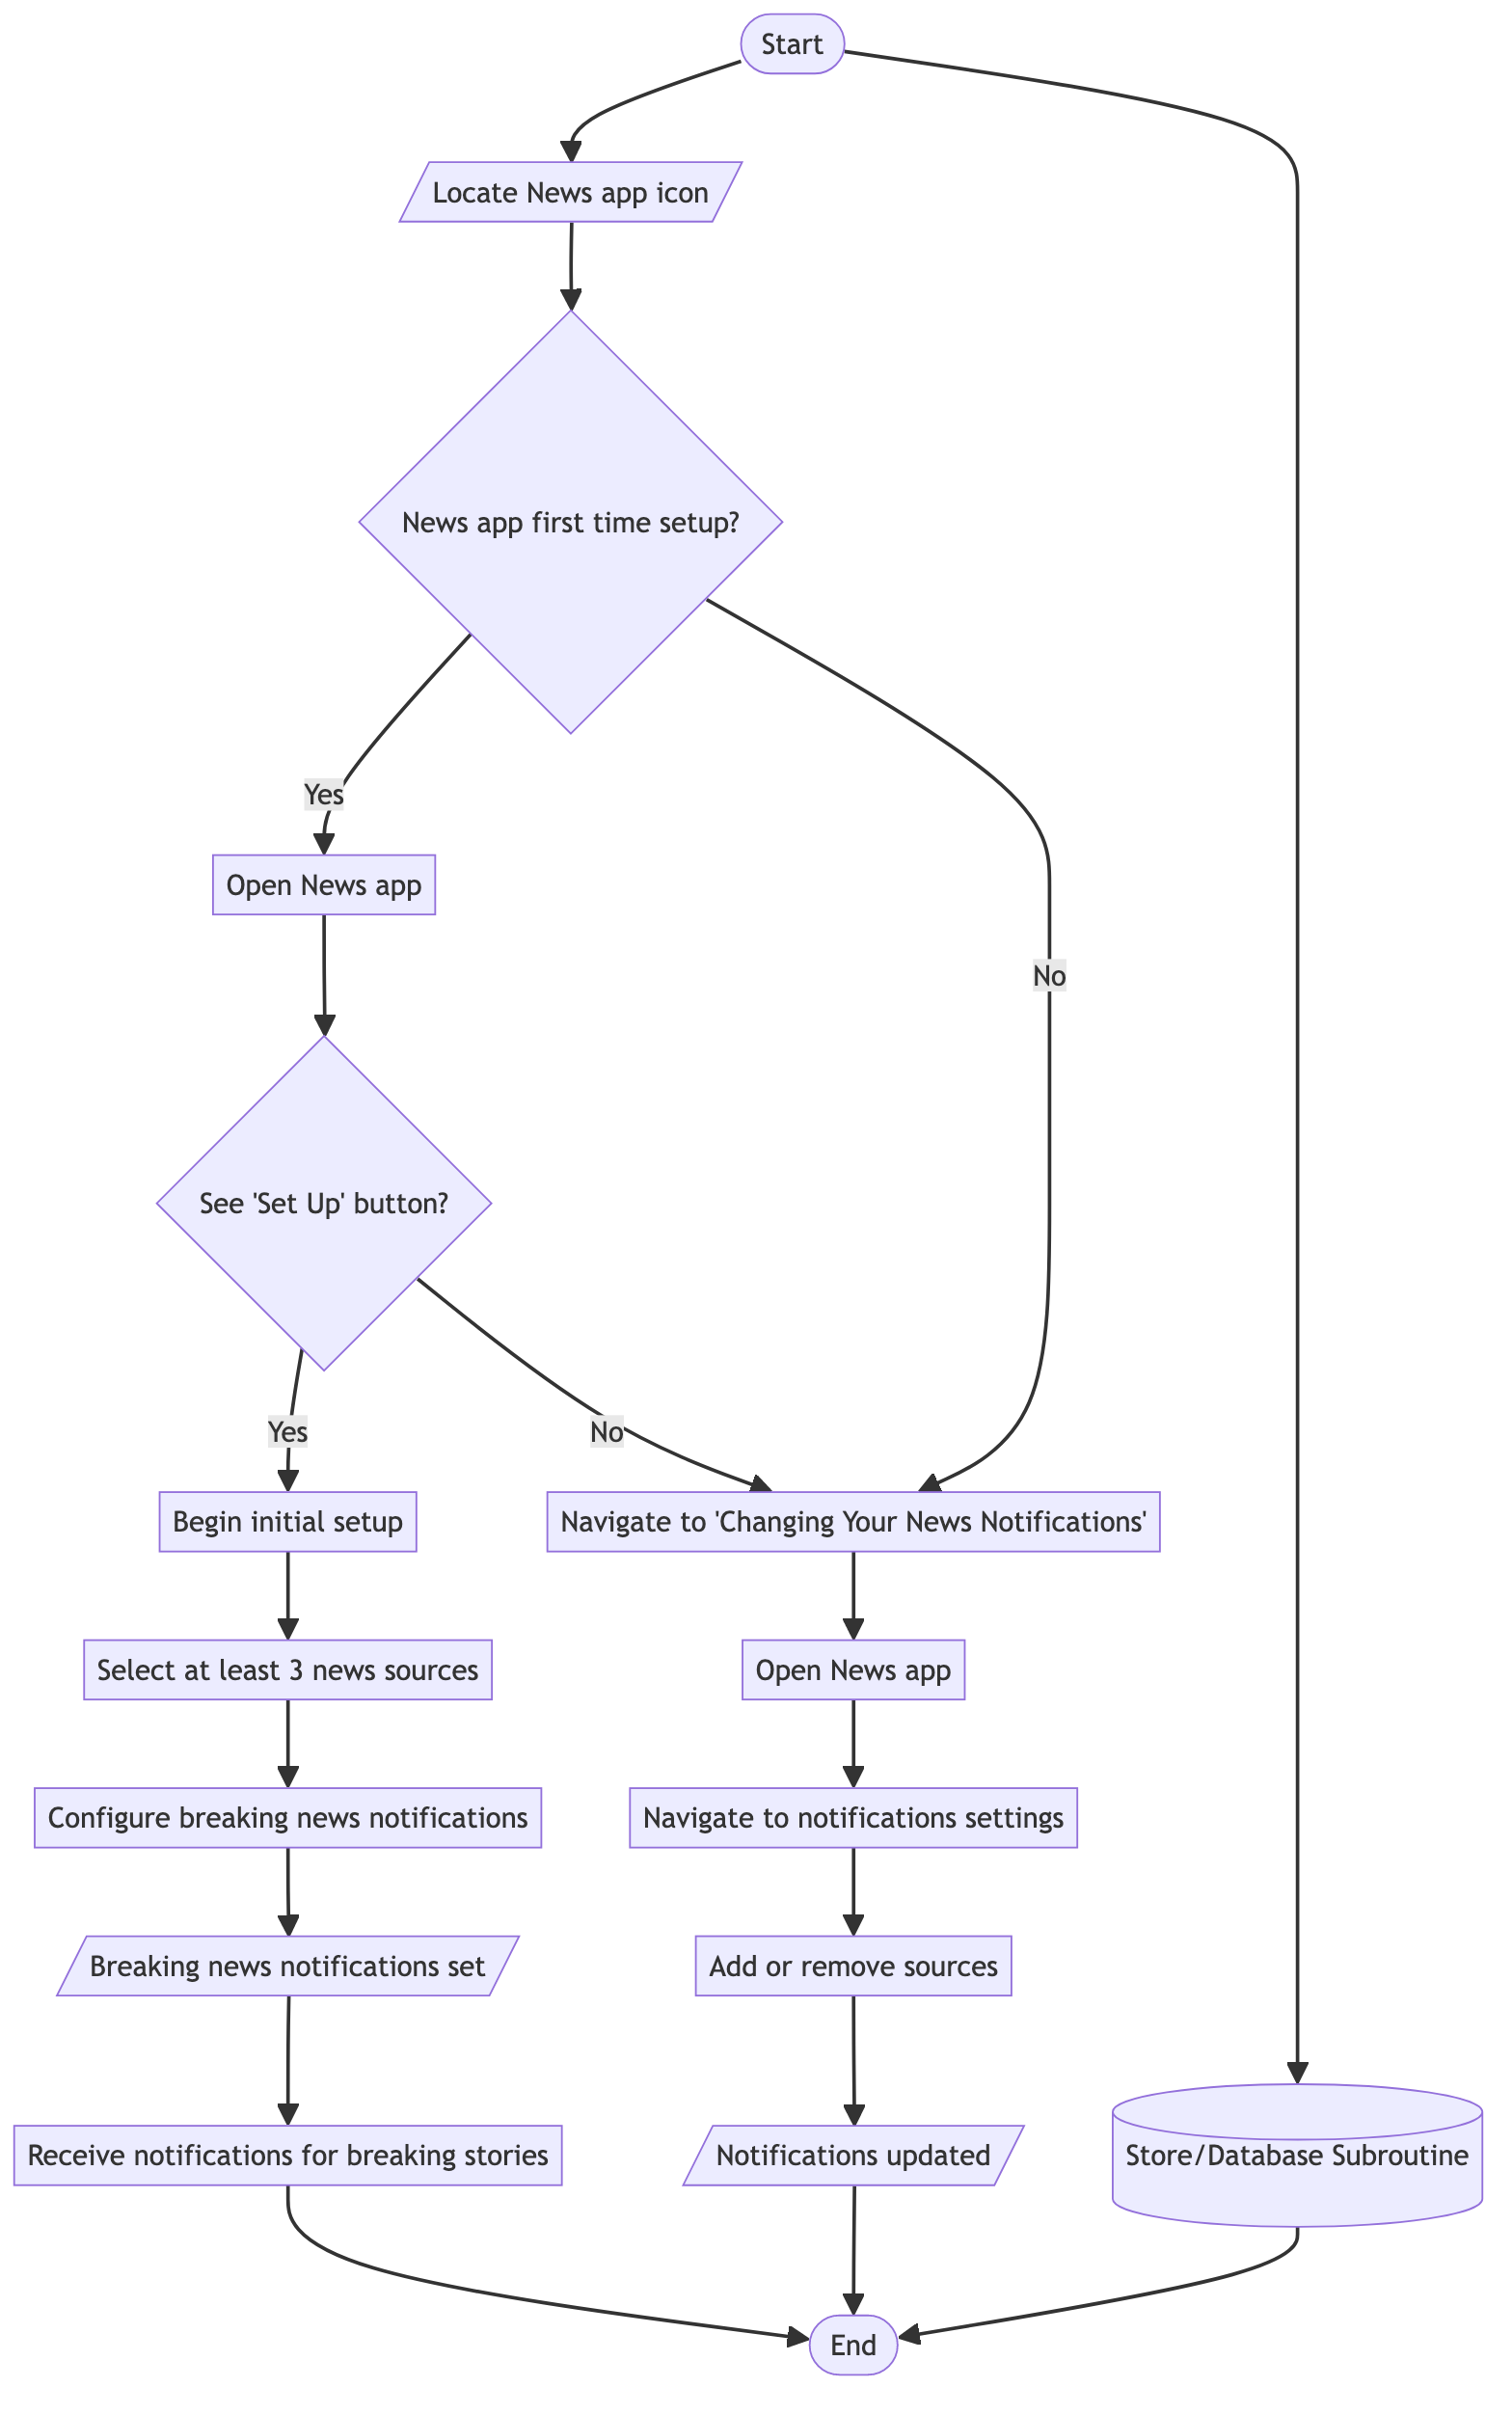 Start
Locate News app icon
News app first time setup?
Yes
Open News app
No
See 'Set Up' button?
Yes
No
Begin initial setup
Navigate to 'Changing Your News Notifications'
Select at least 3 news sources
Open News app
Configure breaking news notifications
Navigate to notifications settings
Breaking news notifications set
Add or remove sources
Receive notifications for breaking stories
Notifications updated
Store/Database Subroutine
End